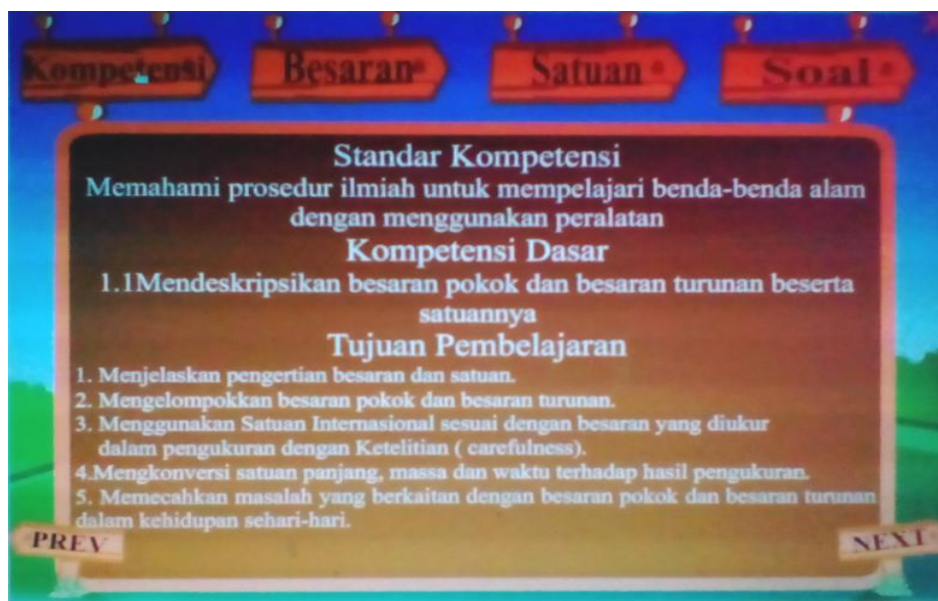 Kompetensi
Besaran
Satuan
Soal
Standar Kompetensi
Memahami prosedur ilmiah untuk mempelajari benda-benda alam
dengan menggunakan peralatan
Kompetensi Dasar
1.1Mendeskripsikan besaran pokok dan besaran turunan beserta
satuannya
Tujuan Pembelajaran
1. Menjelaskan pengertian besaran dan satuan.
2. Mengelompokkan besaran pokok dan besaran turunan.
3. Menggunakan Satuan Internasional sesuai dengan besaran yang diukur
dalam pengukuran dengan Ketelitian ( carefulness).
4.Mengkonversi satuan panjang, massa dan waktu terhadap hasil pengukuran.
5. Memecahkan masalah yang berkaitan dengan besaran pokok dan besaran turunan
dalam kehidupan sehari-hari.
PREV
NEXT